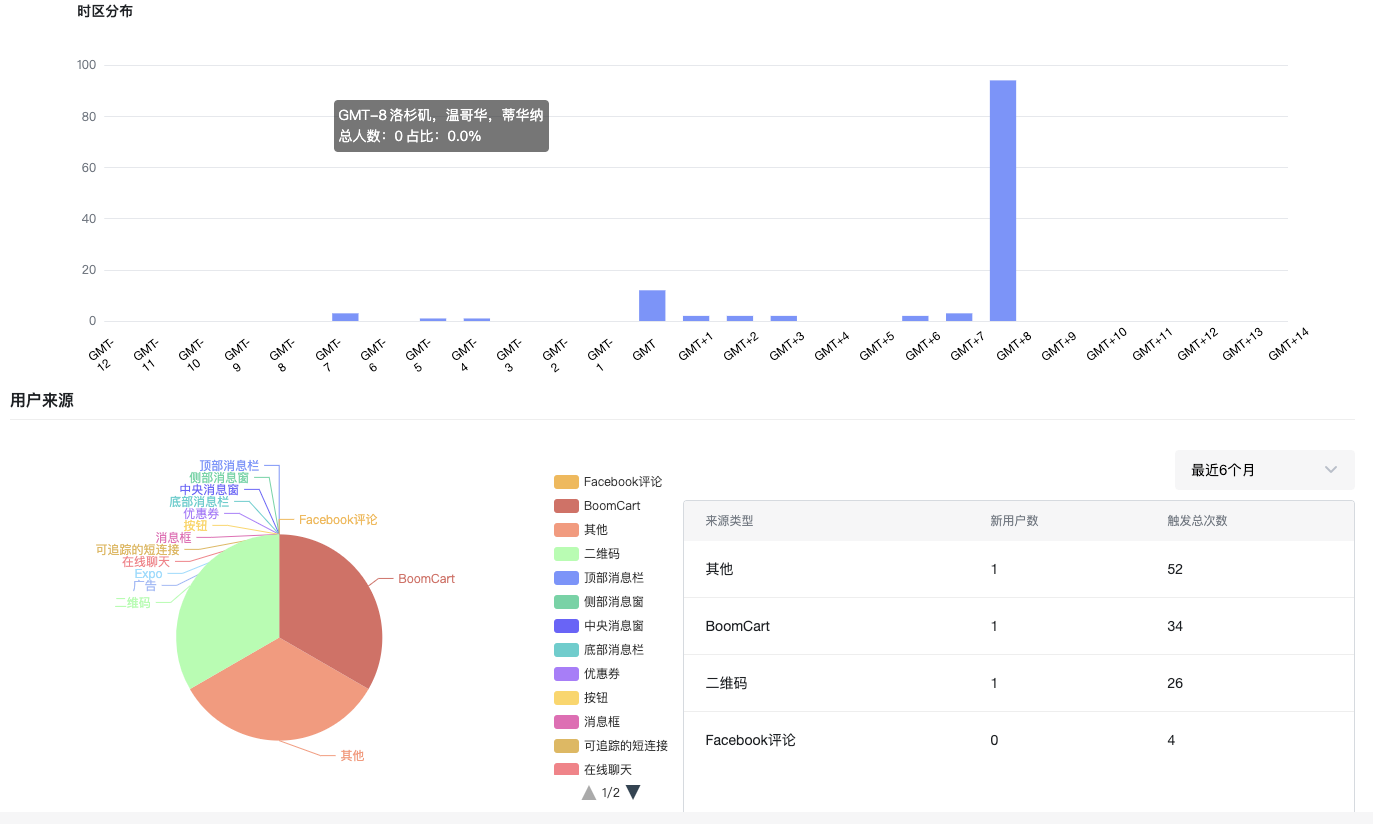 时区分布
100
80
60
40
20
0
GMT-8 洛杉矶，温哥华，蒂华纳
总人数：0 占比：0.0%
GMT-
12
GMT-
11
GMT-
10
GMT-
9
GMT-
8
GMT-
7
GMT-
6
GMT-
5
GMT-
4
GMT-
3
GMT-
2
GMT-
1
GMT
GMT+1
GMT+2
GMT+3
GMT+4
GMT+5
GMT+6
GMT+7
GMT+8
GMT+9
GMT+10
GMT+11
GMT+12
GMT+13
GMT+14
用户来源
顶部消息栏
侧部消息窗
中央消息窗
底部消息栏
优惠券
按钮
消息框
可追踪的短连接
在线聊天
Expo
广告
二维码
Facebook评论
BoomCart
其他
Facebook评论
BoomCart
其他
二维码
顶部消息栏
侧部消息窗
中央消息窗
底部消息栏
优惠券
按钮
消息框
可追踪的短连接
在线聊天
1/2
最近6个月
来源类型 新用户数 触发总次数
其他 1 52
BoomCart 1 34
二维码 1 26
Facebook评论 0 4